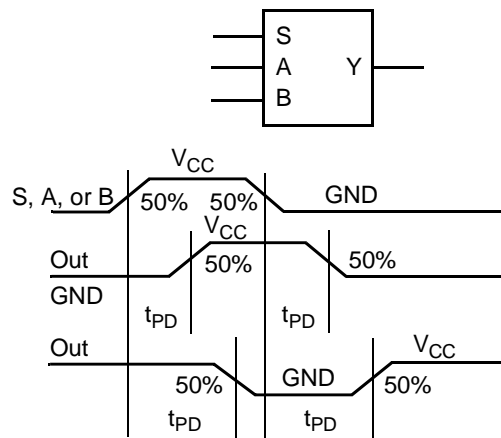 S
A Y
B
V_CC
S, A, or B 50% 50% GND
V_CC
Out 50% 50%
GND
t_PD t_PD
Out V_CC
50% GND 50%
t_PD t_PD